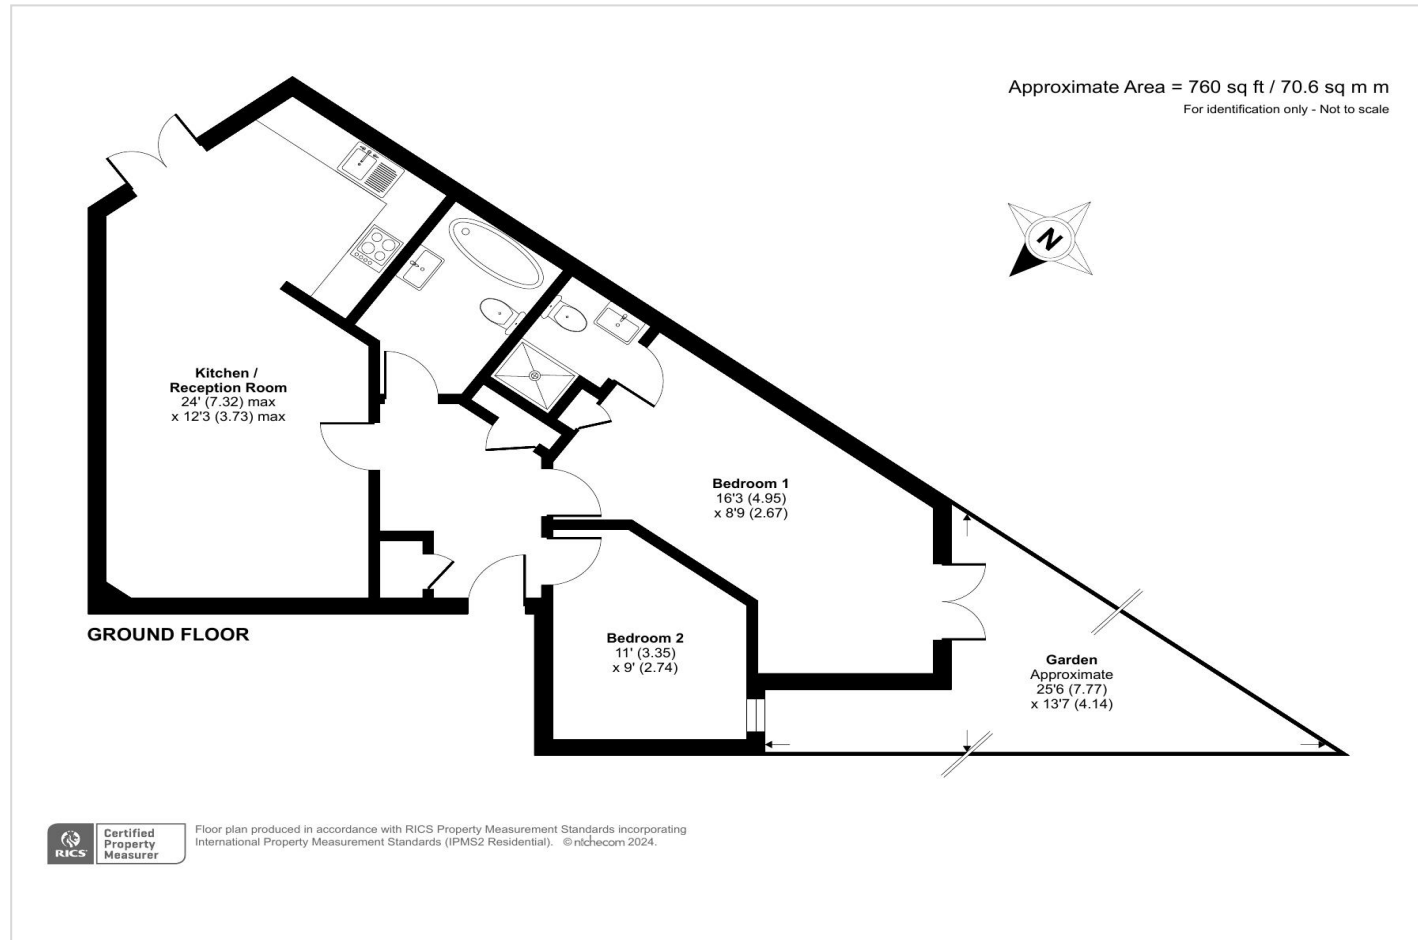 Approximate Area = 760 sq ft / 70.6 sq m m
For identification only - Not to scale
N
Kitchen /
Reception Room
24' (7.32) max
x 12'3 (3.73) max
Bedroom 1
16'3 (4.95)
x 8'9 (2.67)
GROUND FLOOR
Bedroom 2
11' (3.35)
x 9' (2.74)
Garden
Approximate
25'6 (7.77)
x 13'7 (4.14)
RICS
Certified
Property
Measurer
Floor plan produced in accordance with RICS Property Measurement Standards incorporating
International Property Measurement Standards (IPMS2 Residential). © nichecom 2024.